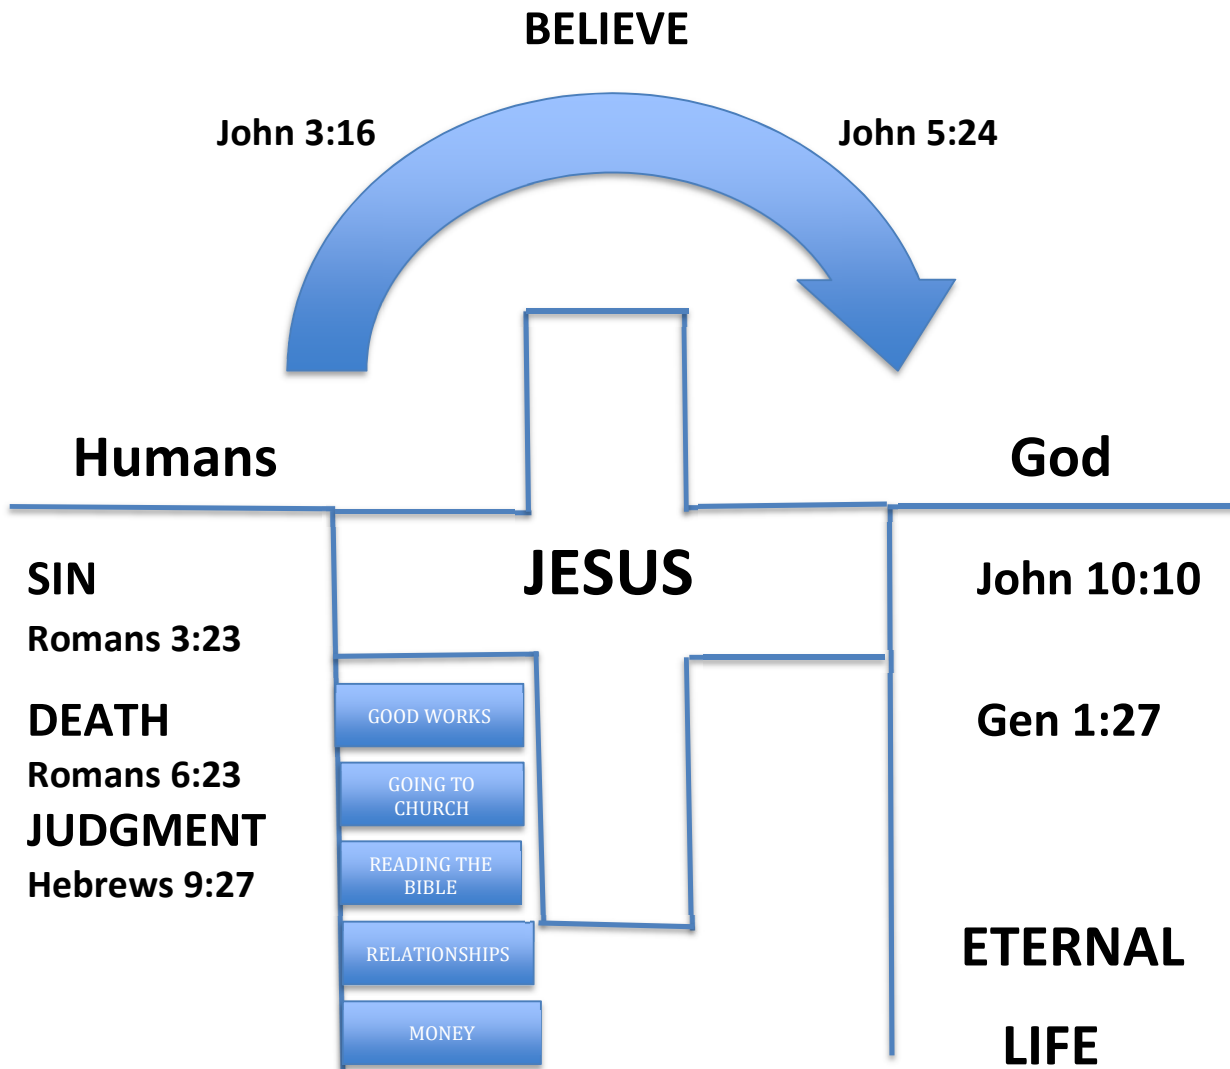 BELIEVE
John 3:16
John 5:24
Humans
God
JESUS
SIN
Romans 3:23
DEATH
Romans 6:23
JUDGMENT
Hebrews 9:27
GOOD WORKS
GOING TO
CHURCH
READING THE
BIBLE
RELATIONSHIPS
MONEY
John 10:10
Gen 1:27
ETERNAL
LIFE